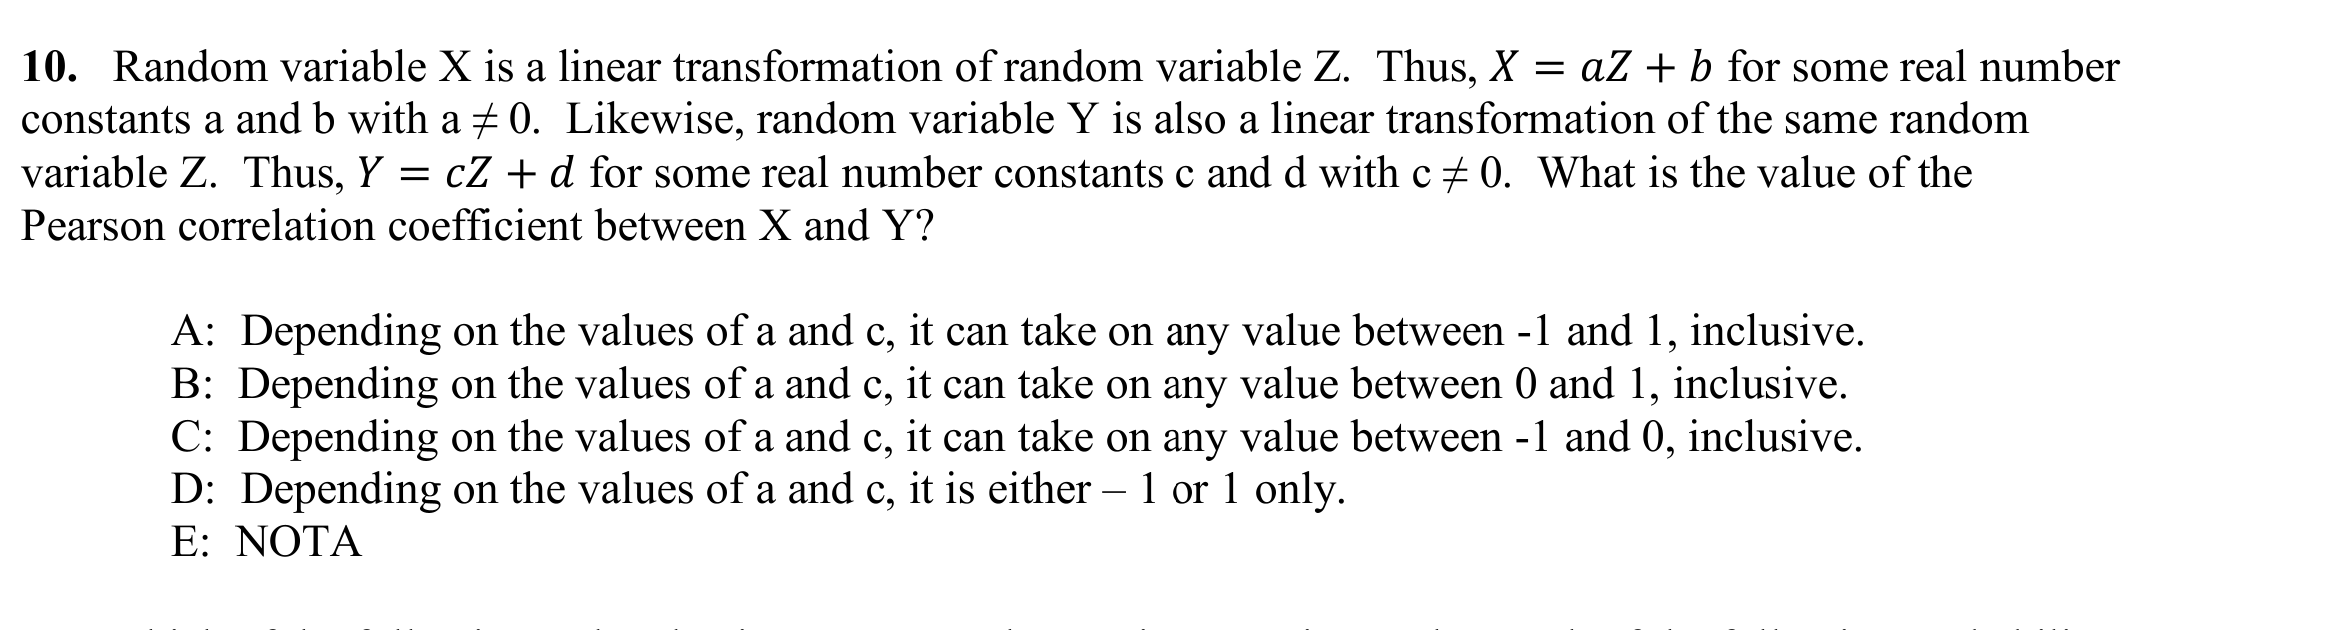 10. Random variable X is a linear transformation of random variable Z. Thus, X = aZ + b for some real number
constants a and b with a ≠ 0. Likewise, random variable Y is also a linear transformation of the same random
variable Z. Thus, Y = cZ + d for some real number constants c and d with c ≠ 0. What is the value of the
Pearson correlation coefficient between X and Y?
A: Depending on the values of a and c, it can take on any value between -1 and 1, inclusive.
B: Depending on the values of a and c, it can take on any value between 0 and 1, inclusive.
C: Depending on the values of a and c, it can take on any value between -1 and 0, inclusive.
D: Depending on the values of a and c, it is either – 1 or 1 only.
E: NOTA